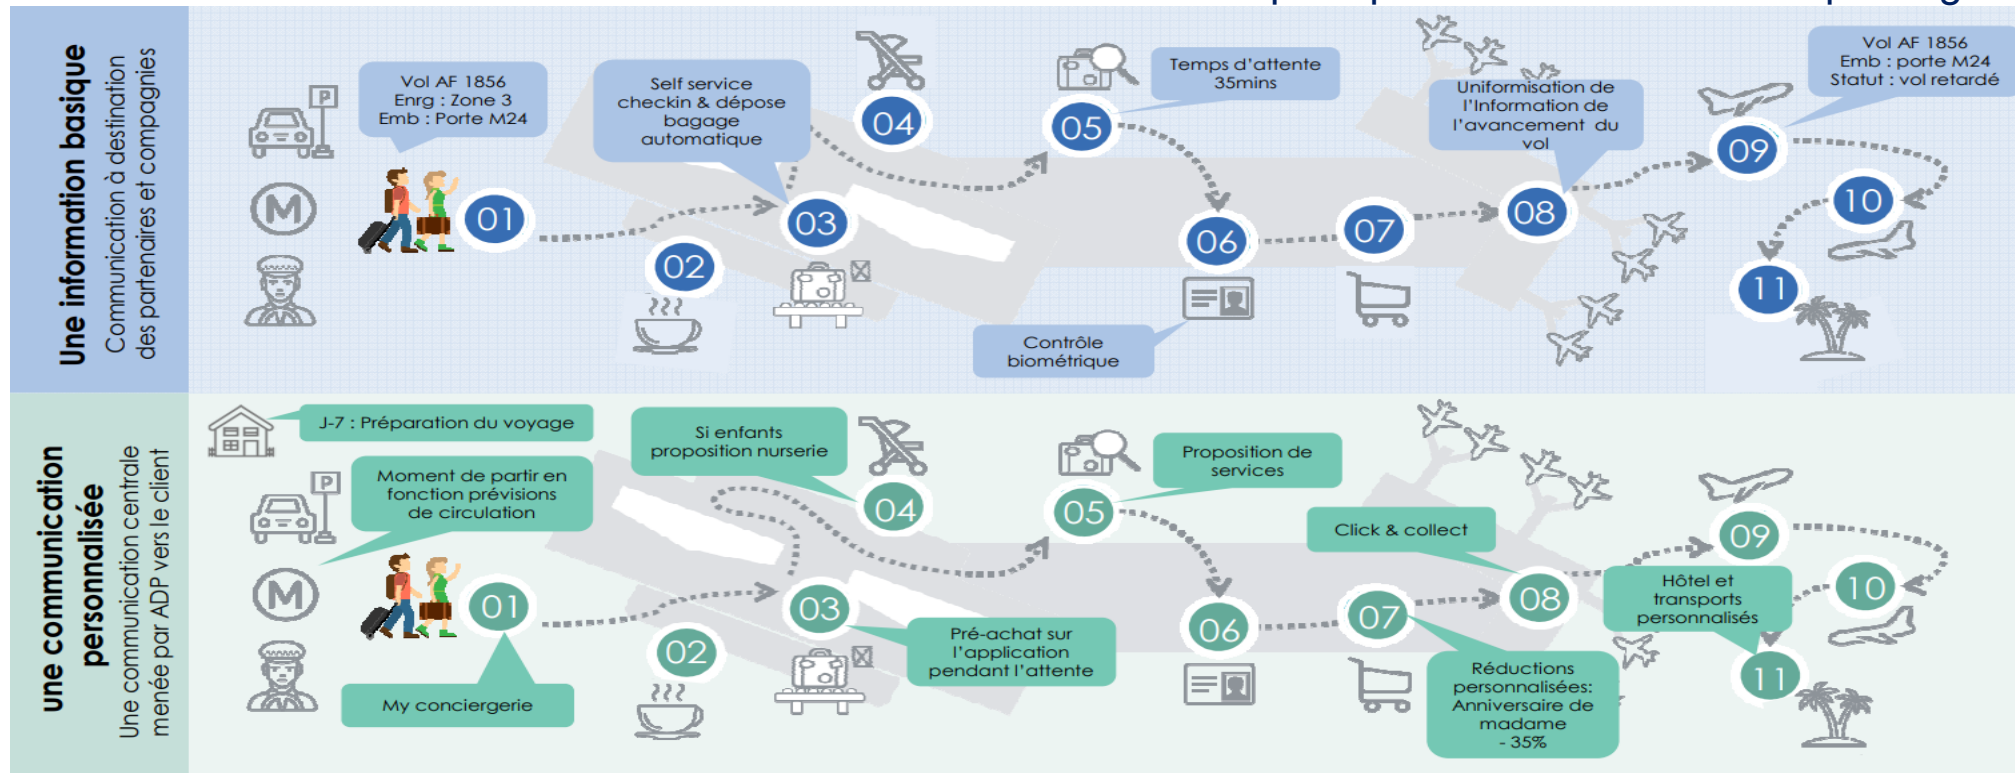 Une information basique
Communication à destination
des partenaires et compagnies
P
M
Vol AF 1856
Enrg : Zone 3
Emb : Porte M24
01
02
Self service
checkin & dépose
bagage
automatique
03
04
05
Temps d'attente
35mins
06
Contrôle
biométrique
07
08
Uniformisation de
l'Information de
l'avancement du
vol
09
Vol AF 1856
Emb : porte M24
Statut : vol retardé
10
11
une communication
personnalisée
Une communication centrale
menée par ADP vers le client
J-7 : Préparation du voyage
P
M
Moment de partir en
fonction prévisions
de circulation
01
My conciergerie
02
03
Pré-achat sur
l'application
pendant l'attente
Si enfants
proposition nurserie
04
05
Proposition de
services
06
07
Réductions
personnalisées:
Anniversaire de
madame
- 35%
Click & collect
08
09
10
Hôtel et
transports
personnalisés
11